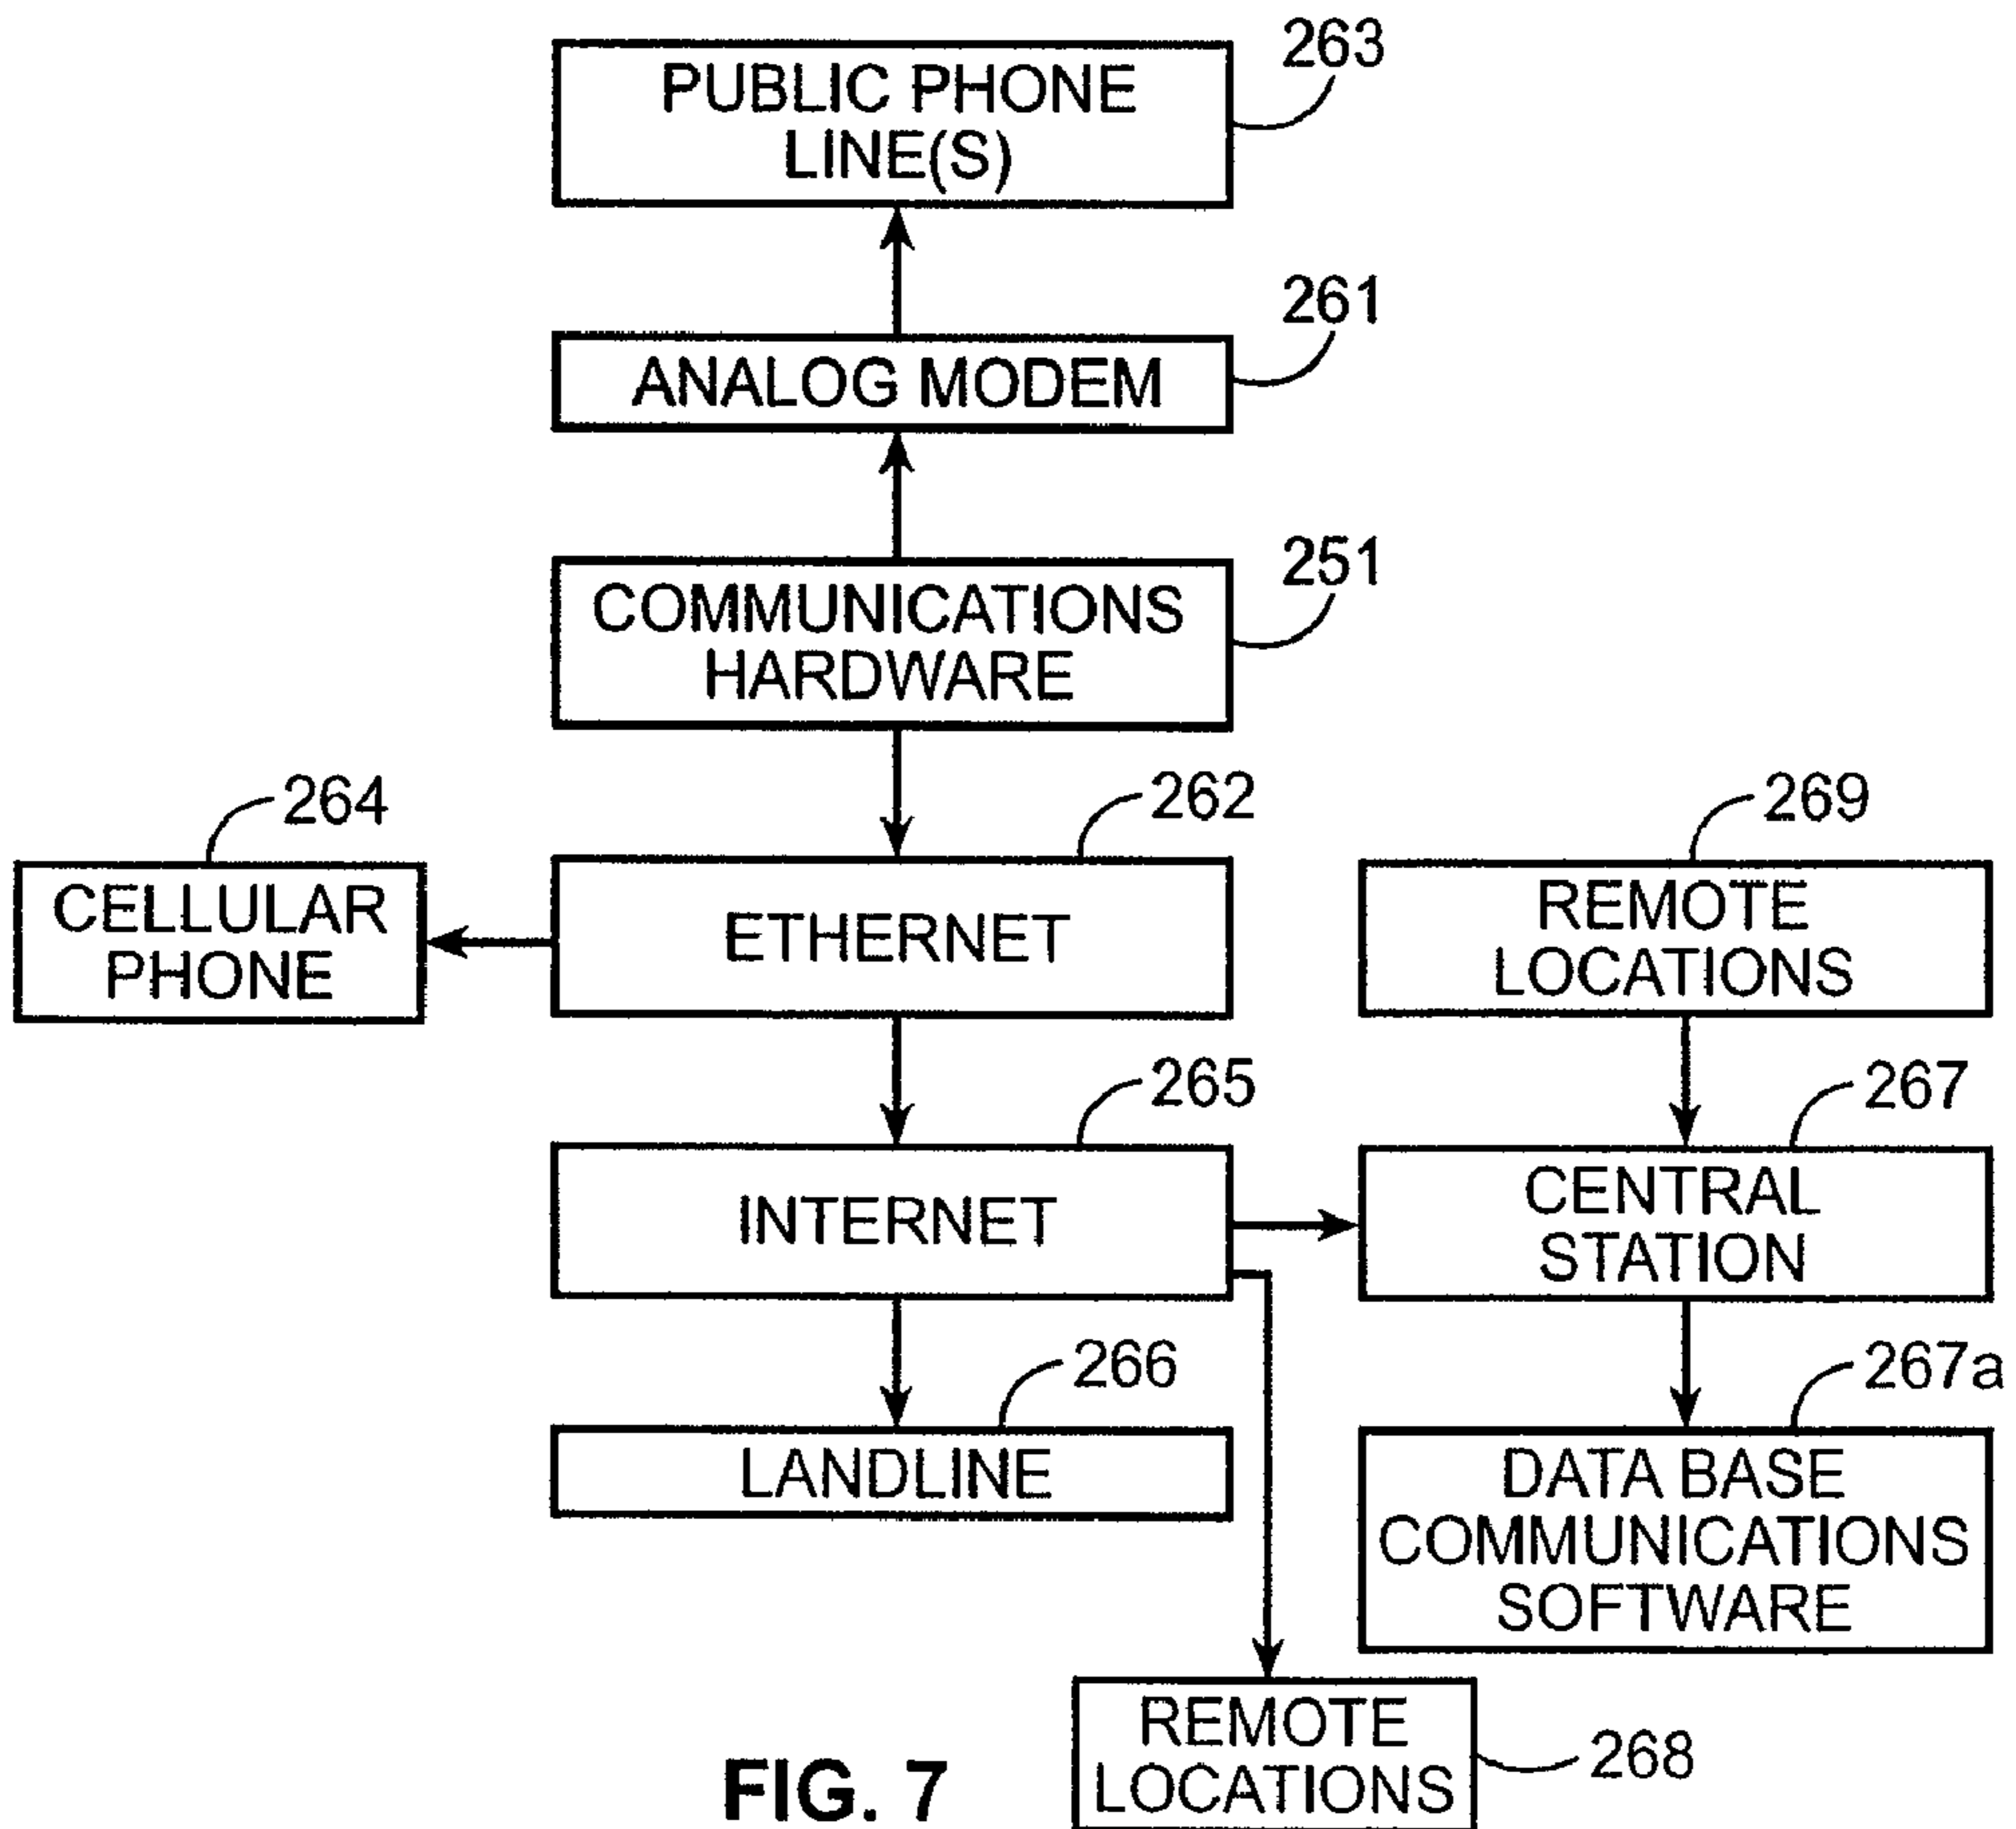 263
PUBLIC PHONE
LINE(S)
261
ANALOG MODEM
251
COMMUNICATIONS
HARDWARE
264
262
269
CELLULAR
PHONE
ETHERNET
REMOTE
LOCATIONS
265
267
INTERNET
CENTRAL
STATION
266
267a
LANDLINE
DATA BASE
COMMUNICATIONS
SOFTWARE
REMOTE
LOCATIONS
268
FIG. 7